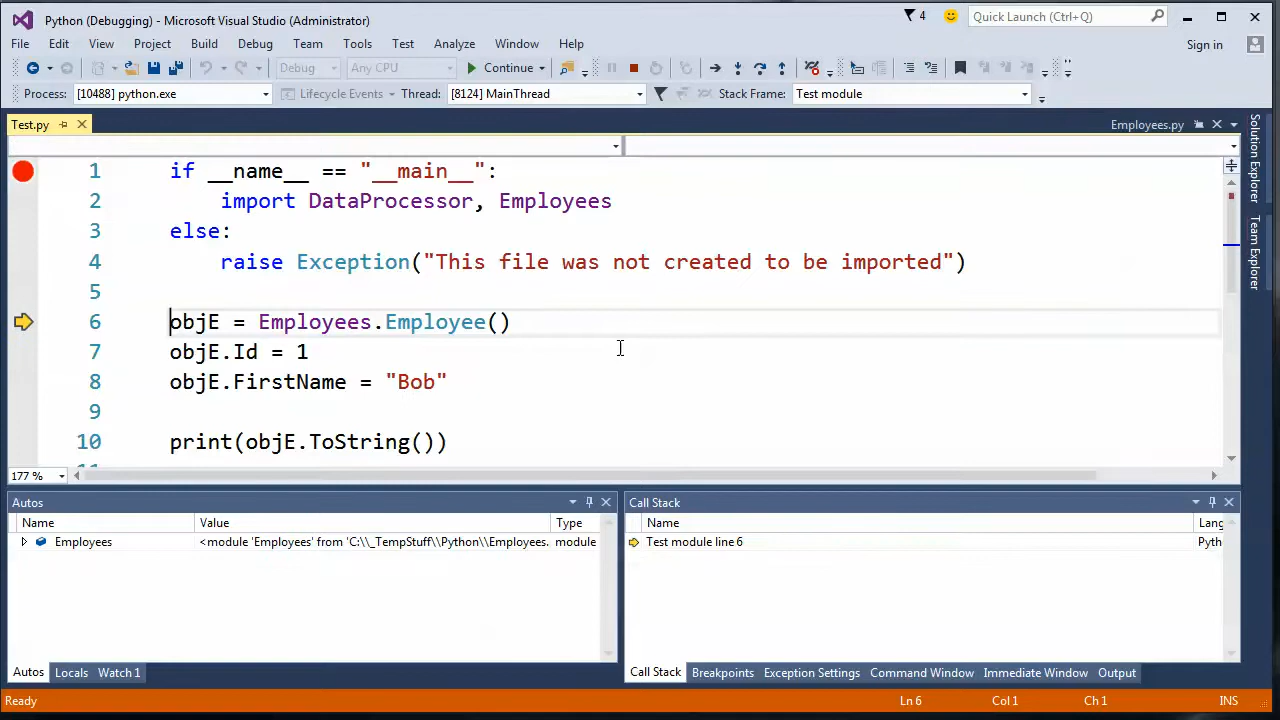 Python (Debugging) - Microsoft Visual Studio (Administrator)
4
Quick Launch (Ctrl+Q)
File Edit View Project Build Debug Team Tools Test Analyze Window Help
Sign in
Debug Any CPU Continue
Process: [10488] python.exe Lifecycle Events Thread: [8124] MainThread Stack Frame: Test module
Test.py Employees.py
1 if __name__ == "__main__":
2 import DataProcessor, Employees
3 else:
4 raise Exception("This file was not created to be imported")
5
6 objE = Employees.Employee()
7 objE.Id = 1
8 objE.FirstName = "Bob"
9
10 print(objE.ToString())
Solution Explorer
Team Explorer
177 %
Autos
Name Value Type
Employees <module 'Employees' from 'C:\\_TempStuff\\Python\\Employees. module
Autos Locals Watch 1
Call Stack
Name Lang
Test module line 6 Pyth
Call Stack Breakpoints Exception Settings Command Window Immediate Window Output
Ready Ln 6 Col 1 Ch 1 INS